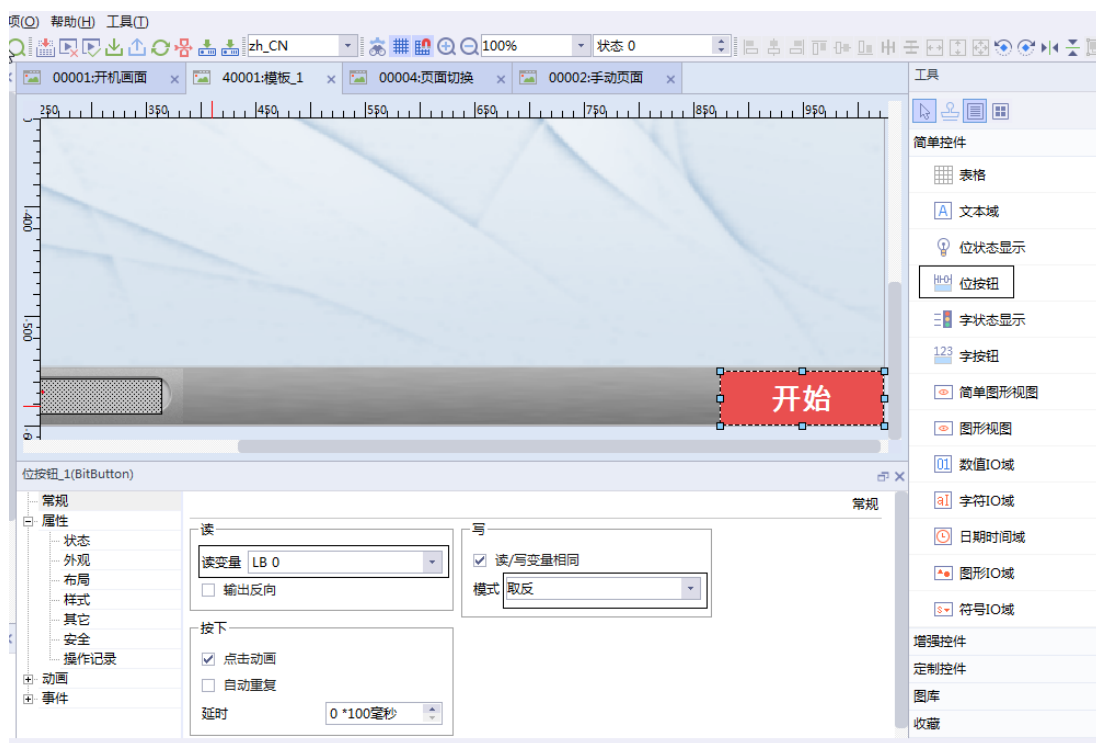 项(O) 帮助(H) 工具(T)
zh_CN 100% 状态 0
00001:开机画面 × 40001:模板_1 × 00004:页面切换 × 00002:手动页面 ×
工具
250 350 450 550 650 750 850 950
简单控件
表格
文本域
位状态显示
位按钮
字状态显示
123 字按钮
简单图形视图
图形视图
01 数值IO域
aI 字符IO域
日期时间域
图形IO域
符号IO域
增强控件
定制控件
图库
收藏
400
500
开始
位按钮_1(BitButton)
常规
属性
状态
外观
布局
样式
其它
安全
操作记录
动画
事件
常规
读
读变量 LB 0
输出反向
写
读/写变量相同
模式 取反
按下
点击动画
自动重复
延时 0 *100毫秒